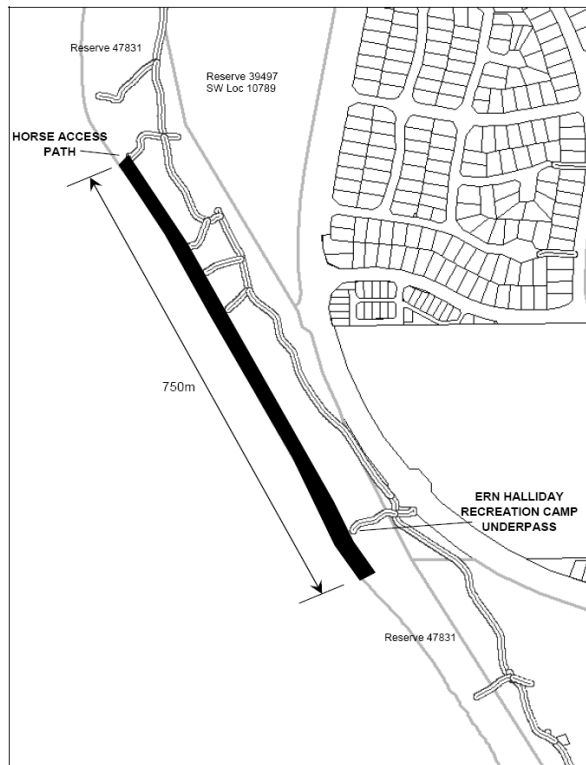 Reserve 47831
Reserve 39497
SW Loc 10789
HORSE ACCESS
PATH
750m
ERN HALLIDAY
RECREATION CAMP
UNDERPASS
Reserve 47831